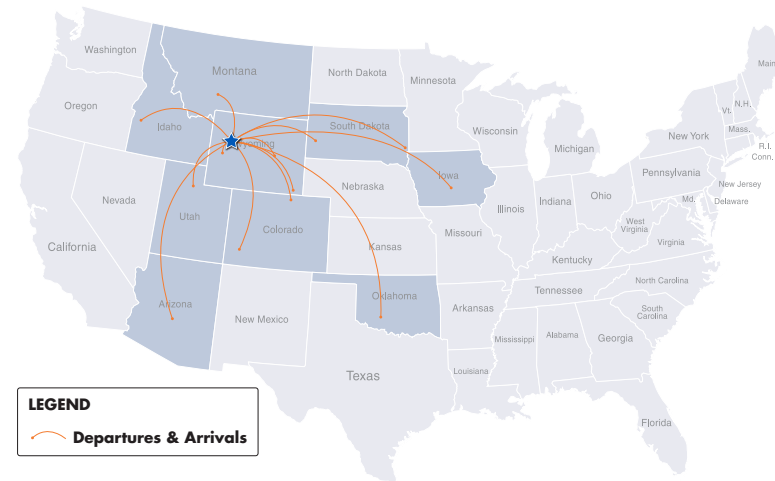 Washington
Montana
North Dakota
Minnesota
Main
Oregon
Idaho
South Dakota
Wisconsin
Vt.
N.H.
Wyoming
Michigan
New York
Mass.
R.I.
Conn.
Iowa
Nebraska
Pennsylvania
New Jersey
Nevada
Utah
Illinois
Indiana
Ohio
Md.
Delaware
Colorado
West
Virginia
California
Kansas
Missouri
Virginia
Kentucky
Arizona
New Mexico
Oklahoma
Arkansas
Tennessee
North Carolina
South
Carolina
Mississippi
Alabama
Georgia
Texas
Louisiana
Florida
LEGEND
Departures & Arrivals